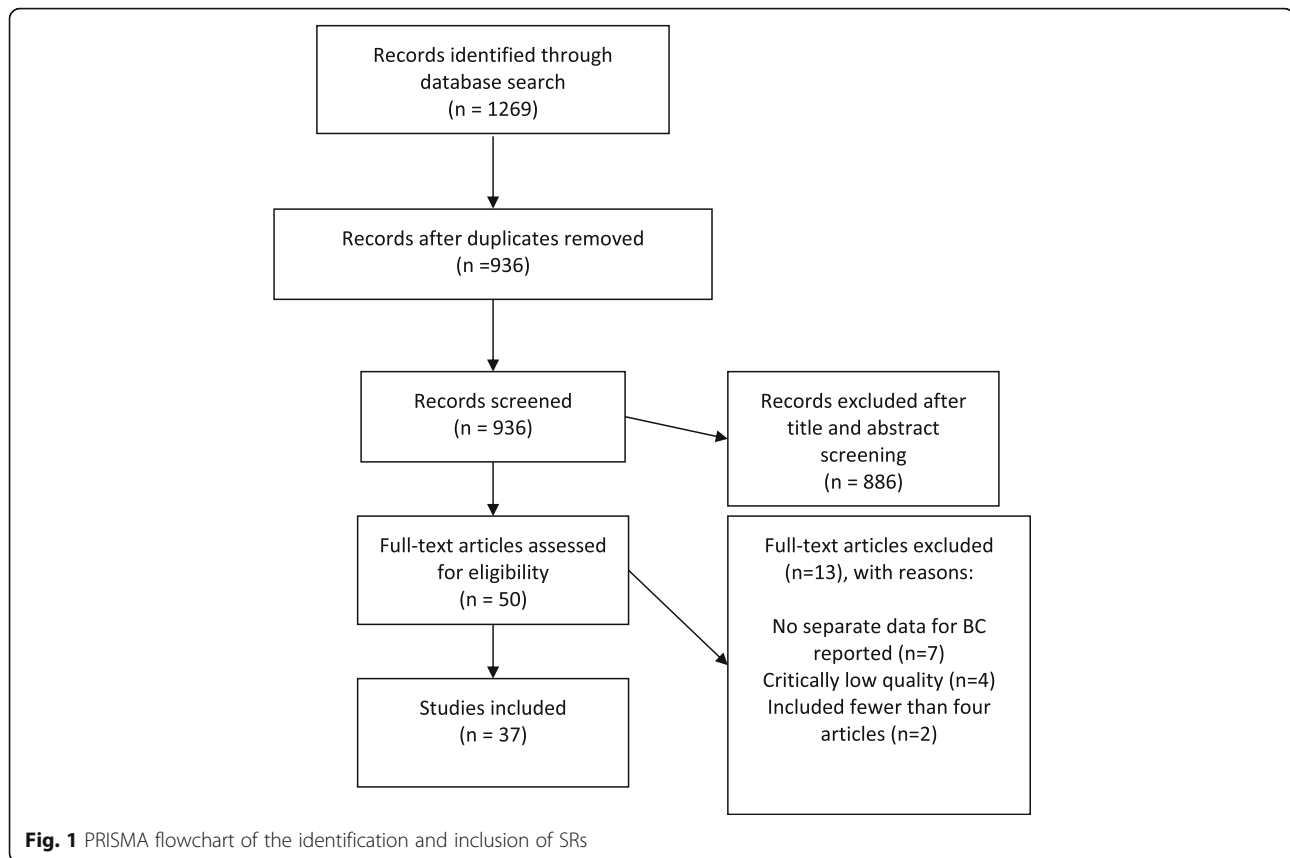 Records identified through
database search
(n = 1269)
Records after duplicates removed
(n =936)
Records screened
(n = 936)
Records excluded after
title and abstract
screening
(n = 886)
Full-text articles assessed
for eligibility
(n = 50)
Full-text articles excluded
(n=13), with reasons:
No separate data for BC
reported (n=7)
Critically low quality (n=4)
Included fewer than four
articles (n=2)
Studies included
(n = 37)
Fig. 1 PRISMA flowchart of the identification and inclusion of SRs